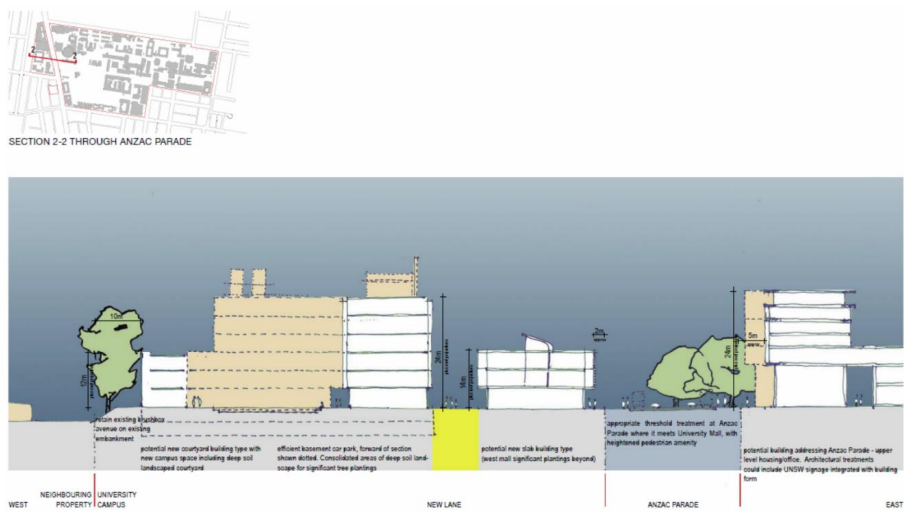 2
2
SECTION 2-2 THROUGH ANZAC PARADE
10m
12m
24m
14m
2m
24m
5m
retain existing brushbox
avenue on existing
embankment
potential new courtyard building type with
new campus space including deep soil
landscaped courtyard
efficient basement car park, forward of section
shown dotted. Consolidated areas of deep soil land-
scape for significant tree plantings
potential new slab building type
(west mall significant plantings beyond)
appropriate threshold treatment at Anzac
Parade where it meets University Mall, with
heightened pedestrian amenity
potential building addressing Anzac Parade - upper
level housing/office. Architectural treatments
could include UNSW signage integrated with building
form
WEST
NEIGHBOURING
PROPERTY
UNIVERSITY
CAMPUS
NEW LANE
ANZAC PARADE
EAST